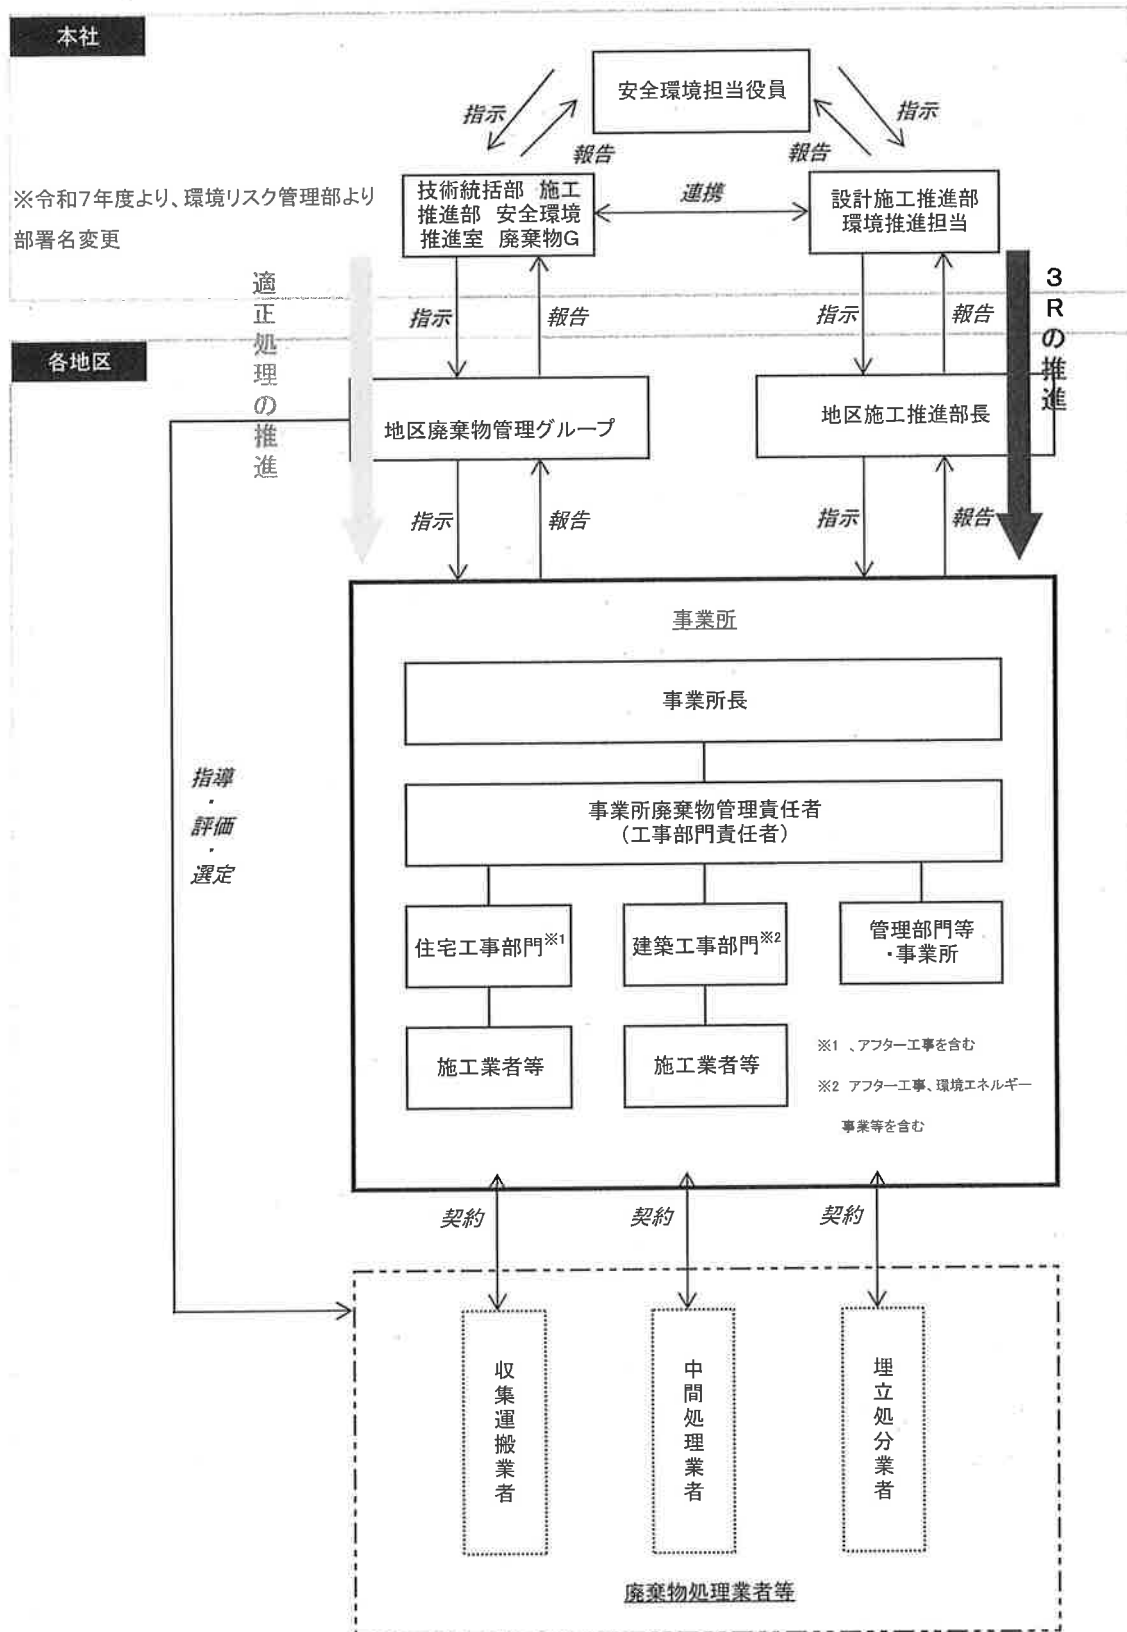 本社
安全環境担当役員
指示
報告
報告
指示
※令和7年度より、環境リスク管理部より
部署名変更
技術統括部 施工
推進部 安全環境
推進室 廃棄物G
連携
設計施工推進部
環境推進担当
適正処理の推進
3Rの推進
指示
報告
指示
報告
各地区
地区廃棄物管理グループ
地区施工推進部長
指示
報告
指示
報告
事業所
事業所長
指導
・
評価
・
選定
事業所廃棄物管理責任者
(工事部門責任者)
住宅工事部門※1
建築工事部門※2
管理部門等
・事業所
施工業者等
施工業者等
※1 、アフター工事を含む
※2 アフター工事、環境エネルギー
事業等を含む
契約
契約
契約
収集運搬業者
中間処理業者
埋立処分業者
廃棄物処理業者等